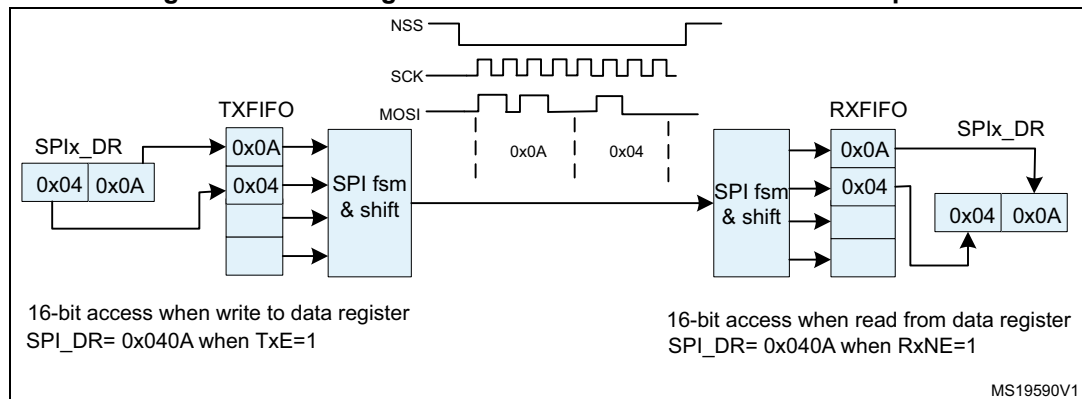 NSS
SCK
MOSI
TXFIFO
RXFIFO
SPIx_DR
SPIx_DR
0x04 0x0A
0x0A
0x04
SPI fsm
& shift
0x0A
0x04
SPI fsm
& shift
0x0A
0x04
0x04 0x0A
16-bit access when write to data register
SPI_DR= 0x040A when TxE=1
16-bit access when read from data register
SPI_DR= 0x040A when RxNE=1
MS19590V1